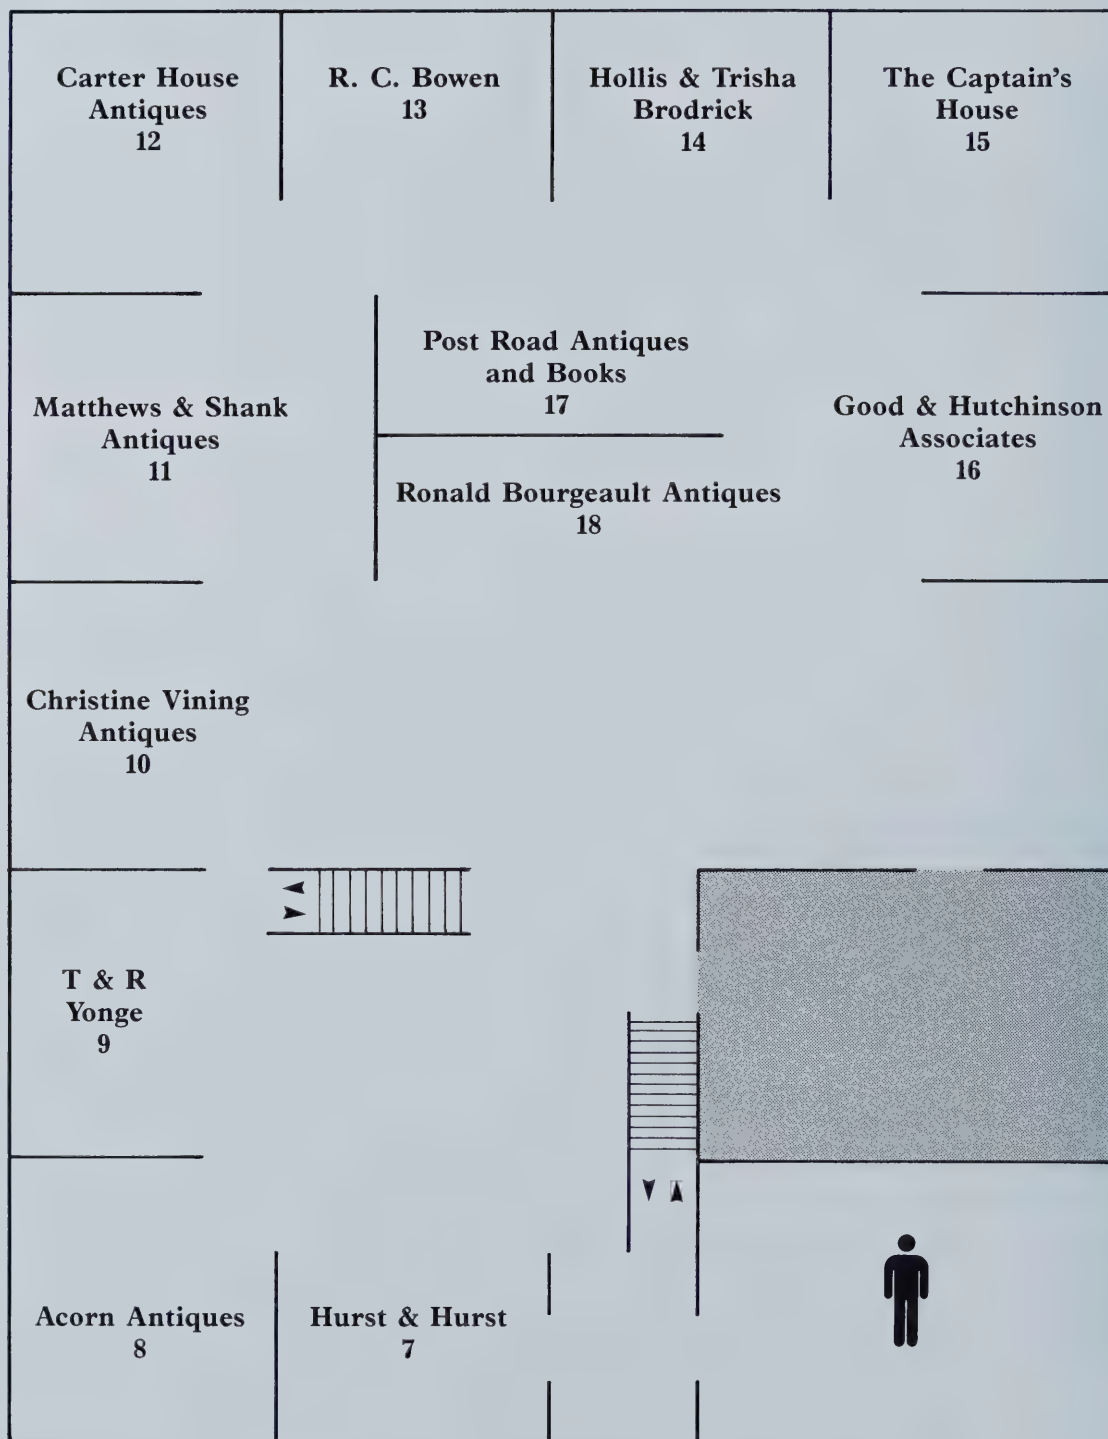 Carter House
Antiques
12
R. C. Bowen
13
Hollis & Trisha
Brodrick
14
The Captain's
House
15
Matthews & Shank
Antiques
11
Post Road Antiques
and Books
17
Ronald Bourgeault Antiques
18
Good & Hutchinson
Associates
16
Christine Vining
Antiques
10
T & R
Yonge
9
Acorn Antiques
8
Hurst & Hurst
7